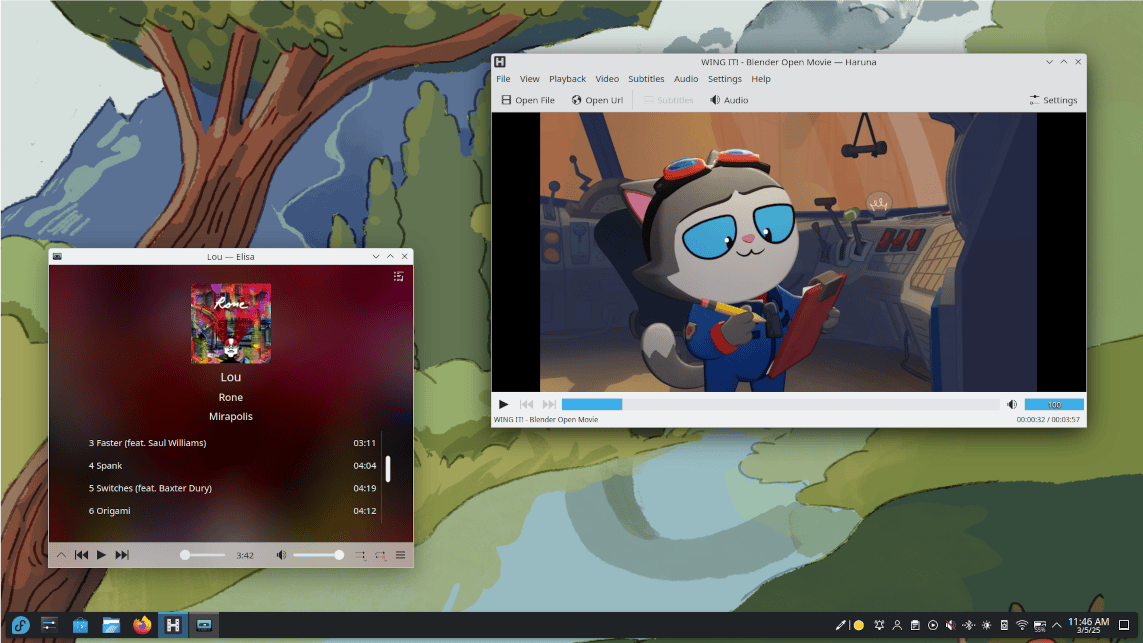 WING IT! - Blender Open Movie — Haruna
File View Playback Video Subtitles Audio Settings Help
Open File Open Url Subtitles Audio Settings
100
WING IT! - Blender Open Movie 00:00:32 / 00:03:57
Lou — Elisa
Rone
Lou
Rone
Mirapolis
3 Faster (feat. Saul Williams) 03:11
4 Spank 04:04
5 Switches (feat. Baxter Dury) 04:19
6 Origami 04:12
3:42
55%
11:46 AM
3/5/25